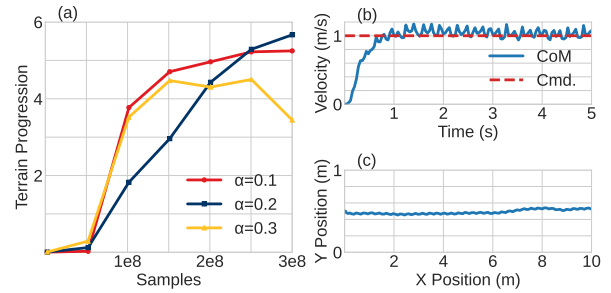 (a)
6
4
2
Terrain Progression
α=0.1
α=0.2
α=0.3
1e8
2e8
3e8
Samples
(b)
Velocity (m/s)
1
0
CoM
Cmd.
1
2
3
4
5
Time (s)
(c)
Y Position (m)
1
0
2
4
6
8
10
X Position (m)